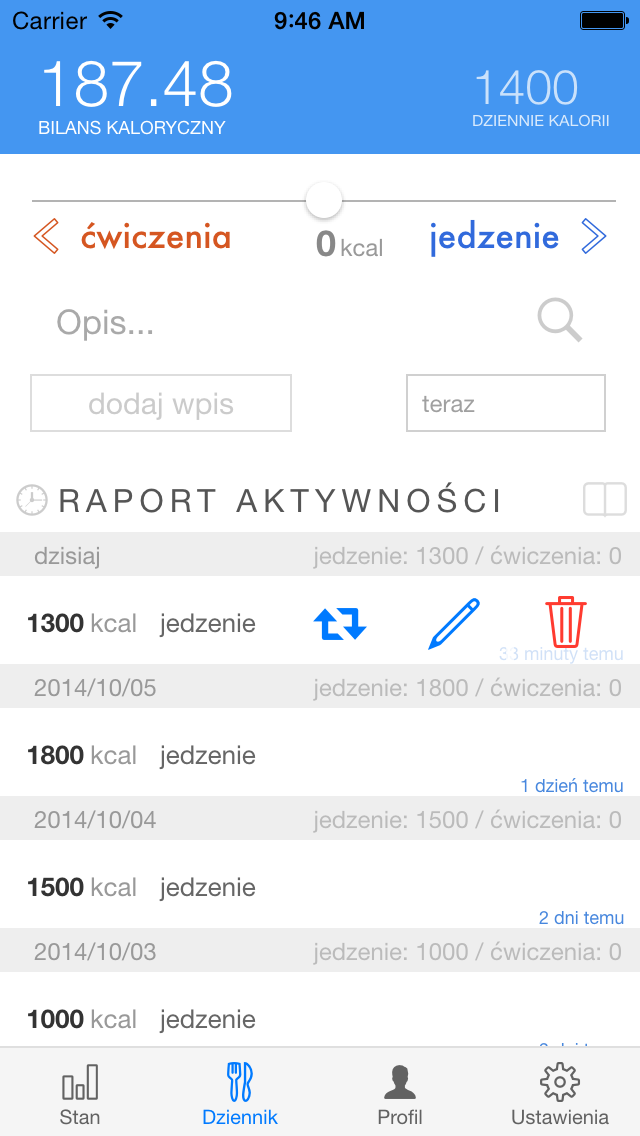 Carrier 9:46 AM
187.48 1400
BILANS KALORYCZNY DZIENNIE KALORII
ćwiczenia 0 kcal jedzenie
Opis...
dodaj wpis teraz
RAPORT AKTYWNOŚCI
dzisiaj jedzenie: 1300 / ćwiczenia: 0
1300 kcal jedzenie
minuty temu
2014/10/05 jedzenie: 1800 / ćwiczenia: 0
1800 kcal jedzenie
1 dzień temu
2014/10/04 jedzenie: 1500 / ćwiczenia: 0
1500 kcal jedzenie
2 dni temu
2014/10/03 jedzenie: 1000 / ćwiczenia: 0
1000 kcal jedzenie
Stan Dziennik Profil Ustawienia